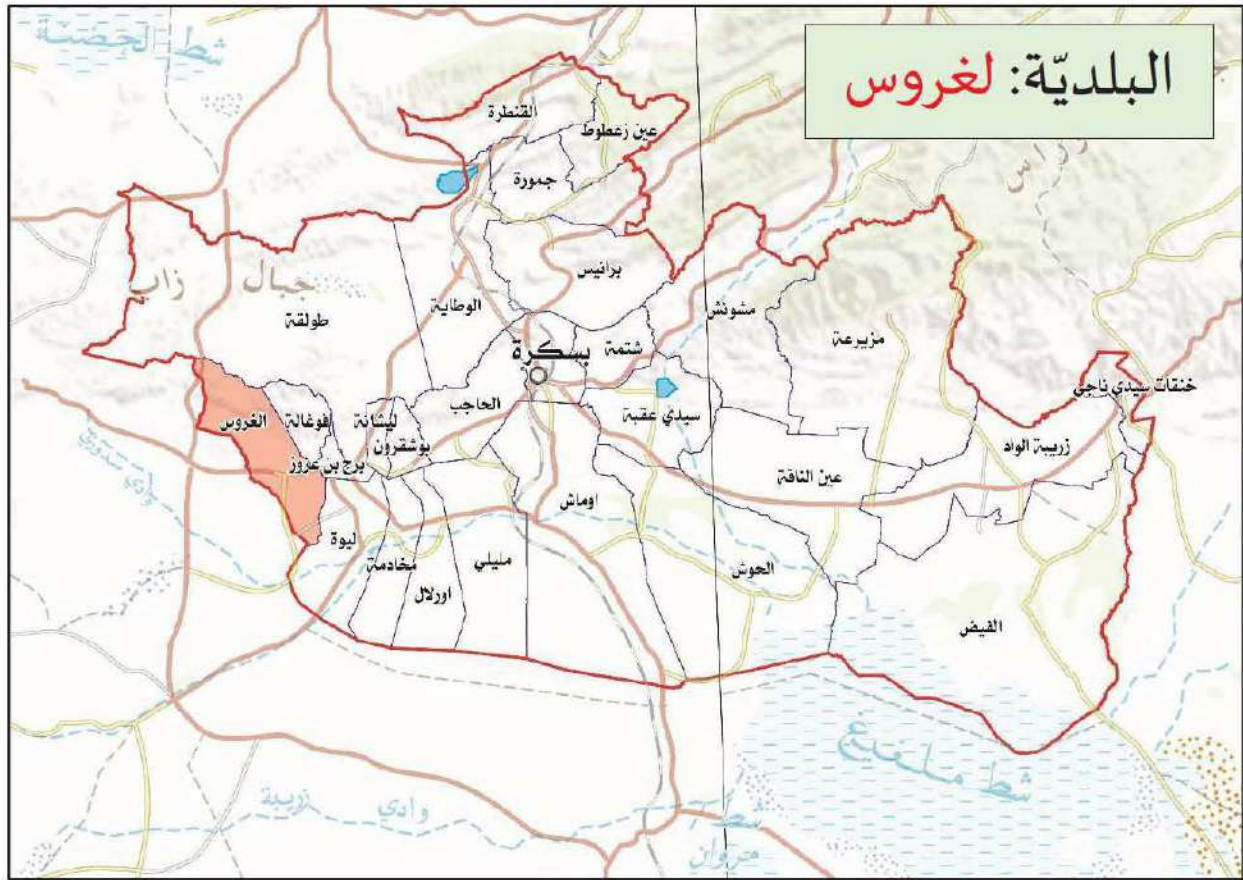 البلديّة: لغروس
شط الحضنة
القنطرة
عين زعطوط
جمورة
برانيس
جبال زاب
طولقة
الوطاية
مشونش
مزيرعة
شتمة
بسكرة
خنقات سيدي ناجي
الحاجب
سيدي عقبة
زريبة الواد
الغروس
فوغالة
ليشانة
بوشقرون
برج بن عزوز
عين الناقة
اوماش
ليوة
مخادمة
اورلال
مليلي
الحوش
الفيض
شط ملغيغ
وادي زريبة
شط
مروان